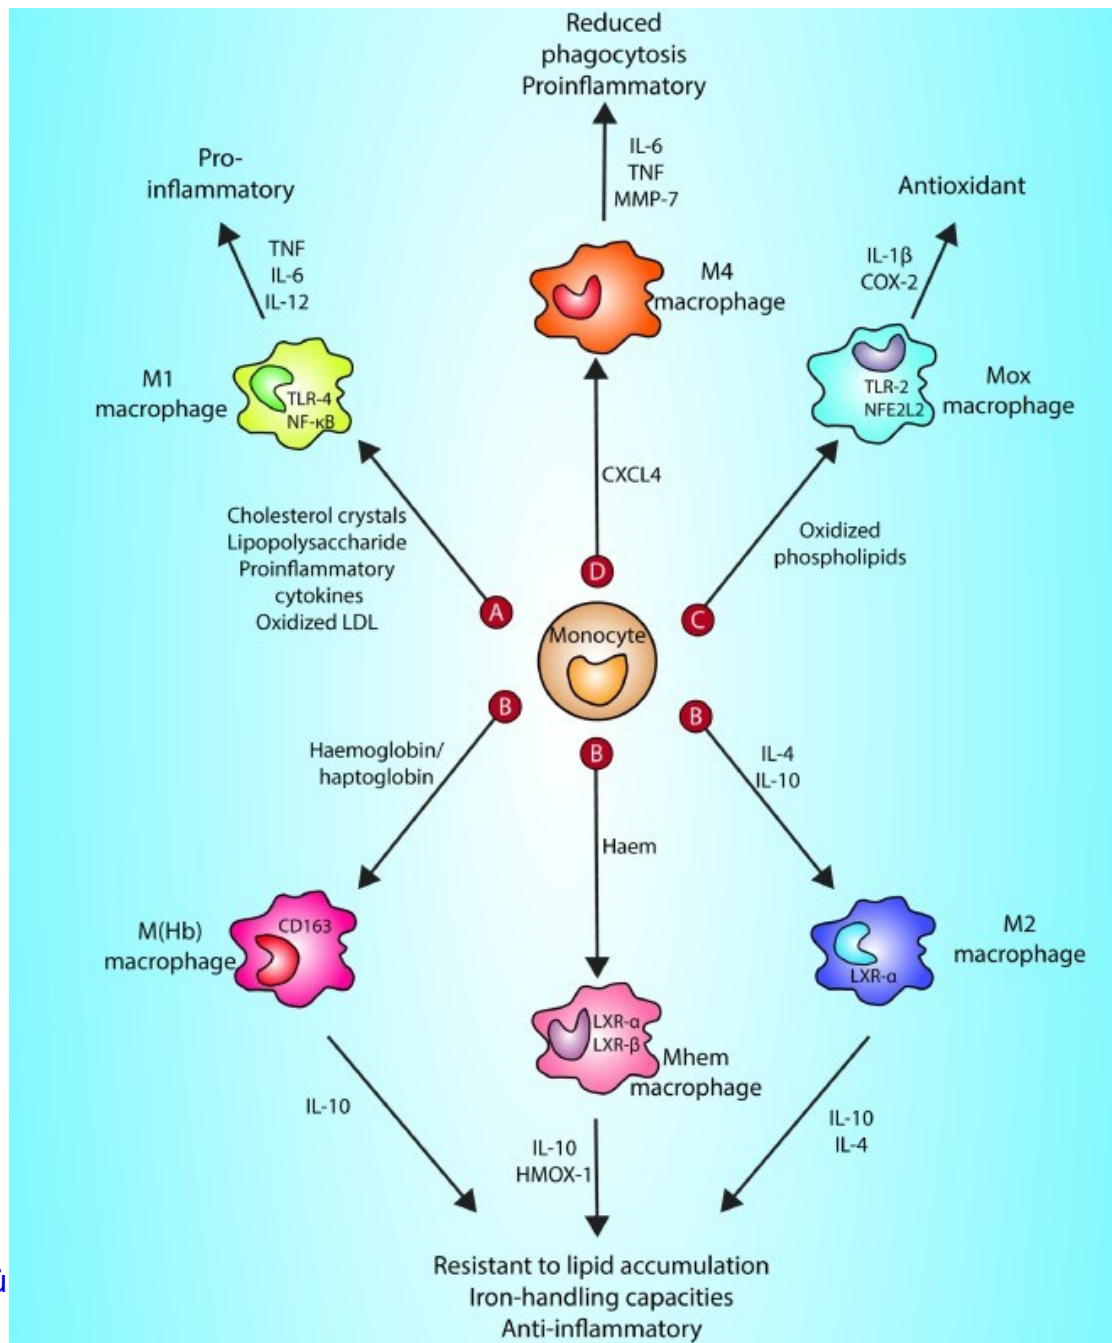 Reduced
phagocytosis
Proinflammatory
IL-6
TNF
MMP-7
Pro-
inflammatory
TNF
IL-6
IL-12
Antioxidant
IL-1β
COX-2
M4
macrophage
M1
macrophage
TLR-4
NF-κB
TLR-2
NFE2L2
Mox
macrophage
CXCL4
Cholesterol crystals
Lipopolysaccharide
Proinflammatory
cytokines
Oxidized LDL
Oxidized
phospholipids
D
A
C
Monocyte
B
B
B
Haemoglobin/
haptoglobin
IL-4
IL-10
Haem
M(Hb)
macrophage
CD163
M2
macrophage
LXR-α
LXR-α
LXR-β
Mhem
macrophage
IL-10
IL-10
HMOX-1
IL-10
IL-4
Resistant to lipid accumulation
Iron-handling capacities
Anti-inflammatory